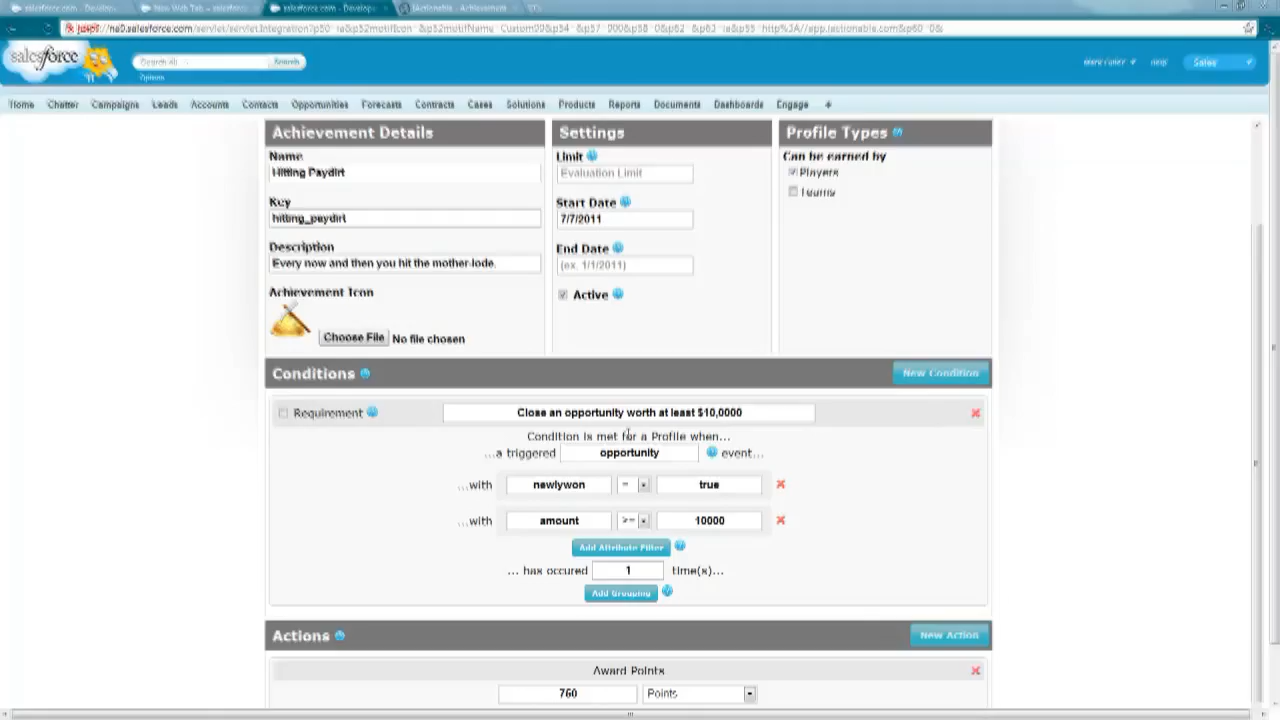 salesforce
Search
Options
Help
Sales
Home Chatter Campaigns Leads Accounts Contacts Opportunities Forecasts Contracts Cases Solutions Products Reports Documents Dashboards Engage +
Achievement Details
Name
Hitting Paydirt
Key
hitting_paydirt
Description
Every now and then you hit the mother-lode.
Achievement Icon
Choose File No file chosen
Settings
Limit
Evaluation Limit
Start Date
7/7/2011
End Date
(ex. 1/1/2011)
Active
Profile Types
Can be earned by
Players
Teams
Conditions
New Condition
Requirement
Close an opportunity worth at least $10,0000
Condition is met for a Profile when...
...a triggered opportunity event...
...with newlywon = true
...with amount >= 10000
Add Attribute Filter
... has occured 1 time(s)...
Add Grouping
Actions
New Action
Award Points
760 Points